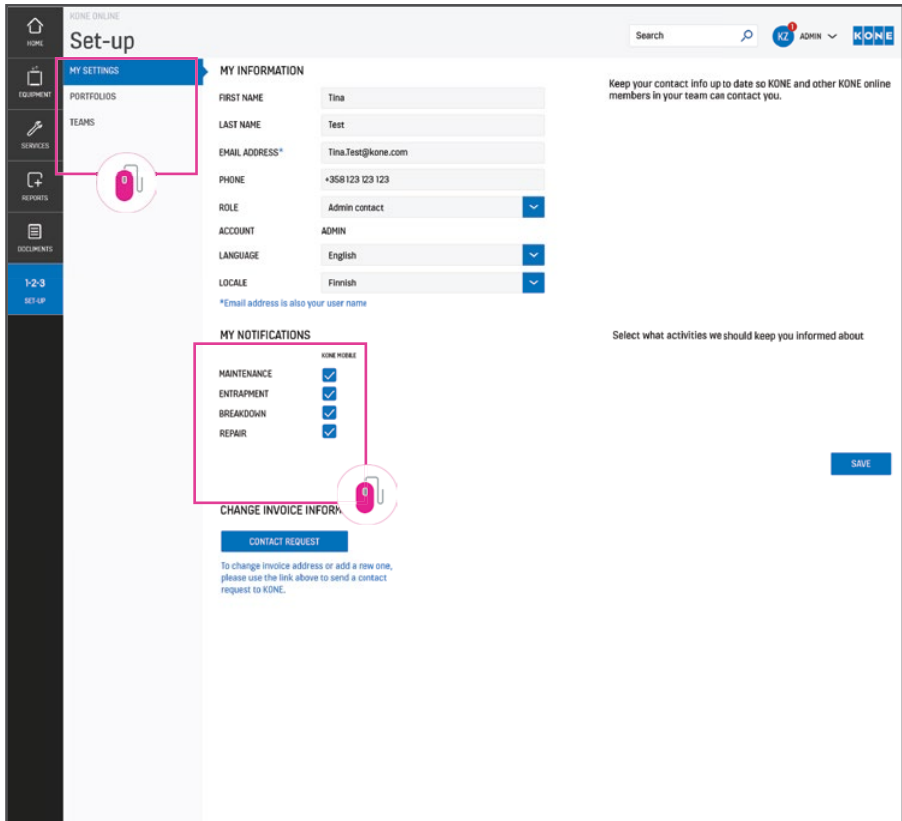 KONE ONLINE
Set-up
Search
KZ
1
ADMIN
KONE
HOME
EQUIPMENT
SERVICES
REPORTS
DOCUMENTS
1-2-3
SET-UP
MY SETTINGS
PORTFOLIOS
TEAMS
MY INFORMATION
FIRST NAME Tina
LAST NAME Test
EMAIL ADDRESS* Tina.Test@kone.com
PHONE +358 123 123 123
ROLE Admin contact
ACCOUNT ADMIN
LANGUAGE English
LOCALE Finnish
*Email address is also your user name
Keep your contact info up to date so KONE and other KONE online
members in your team can contact you.
MY NOTIFICATIONS
KONE MOBILE
MAINTENANCE
ENTRAPMENT
BREAKDOWN
REPAIR
Select what activities we should keep you informed about
SAVE
CHANGE INVOICE INFORM
CONTACT REQUEST
To change invoice address or add a new one,
please use the link above to send a contact
request to KONE.